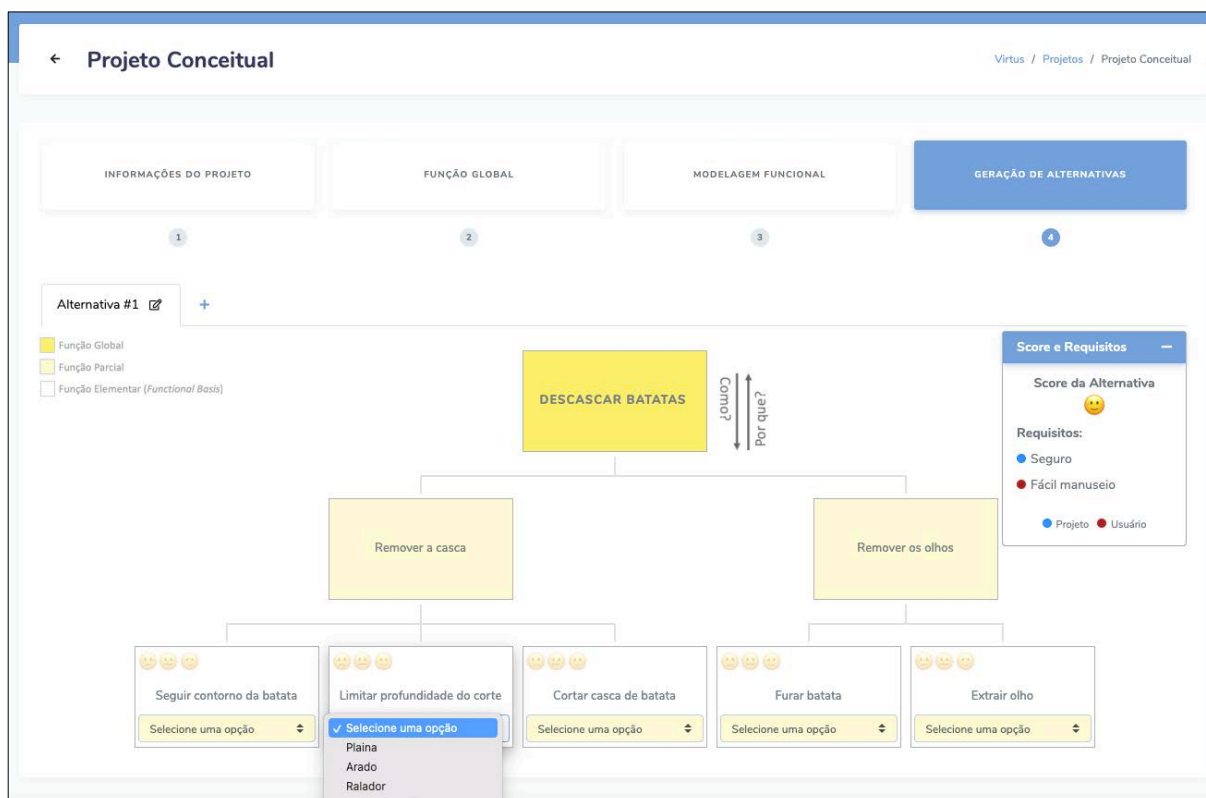 Projeto Conceitual
Virtus / Projetos / Projeto Conceitual
INFORMAÇÕES DO PROJETO
FUNÇÃO GLOBAL
MODELAGEM FUNCIONAL
GERAÇÃO DE ALTERNATIVAS
1
2
3
4
Alternativa #1
+
Função Global
Função Parcial
Função Elementar (Functional Basis)
DESCASCAR BATATAS
Como?
Por que?
Score e Requisitos
Score da Alternativa
Requisitos:
Seguro
Fácil manuseio
Projeto Usuário
Remover a casca
Remover os olhos
Seguir contorno da batata
Limitar profundidade do corte
Cortar casca de batata
Furar batata
Extrair olho
Selecione uma opção
✓ Selecione uma opção
Selecione uma opção
Selecione uma opção
Selecione uma opção
Plaina
Arado
Ralador